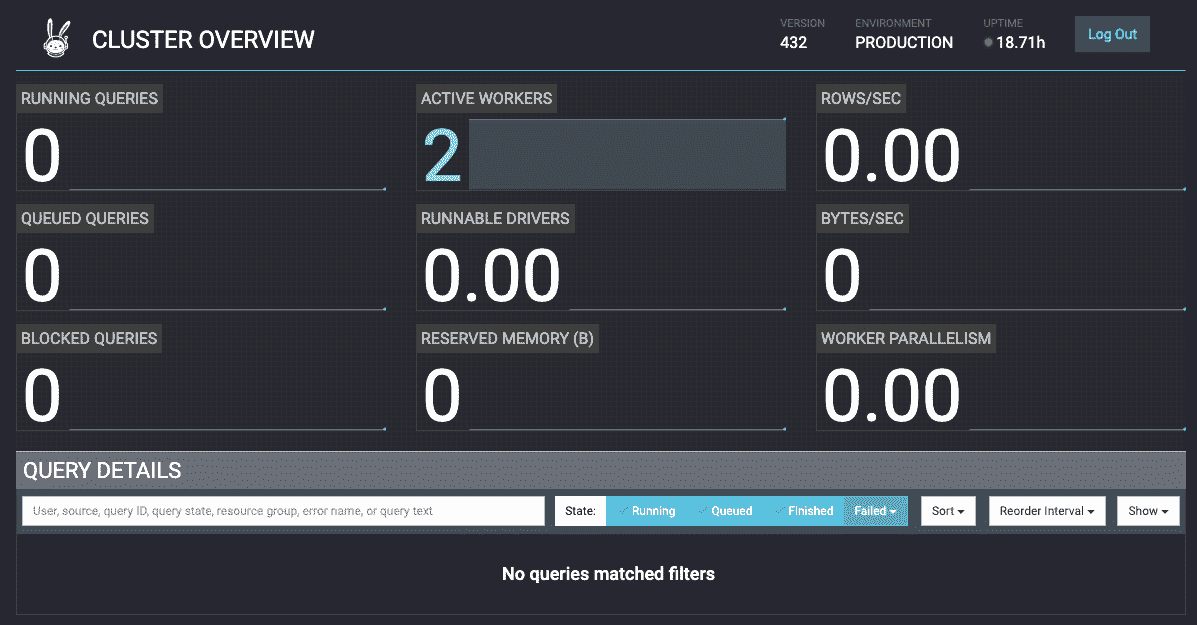 CLUSTER OVERVIEW
VERSION
432
ENVIRONMENT
PRODUCTION
UPTIME
18.71h
Log Out
RUNNING QUERIES
0
ACTIVE WORKERS
2
ROWS/SEC
0.00
QUEUED QUERIES
0
RUNNABLE DRIVERS
0.00
BYTES/SEC
0
BLOCKED QUERIES
0
RESERVED MEMORY (B)
0
WORKER PARALLELISM
0.00
QUERY DETAILS
User, source, query ID, query state, resource group, error name, or query text
State:
Running
Queued
Finished
Failed
Sort
Reorder Interval
Show
No queries matched filters